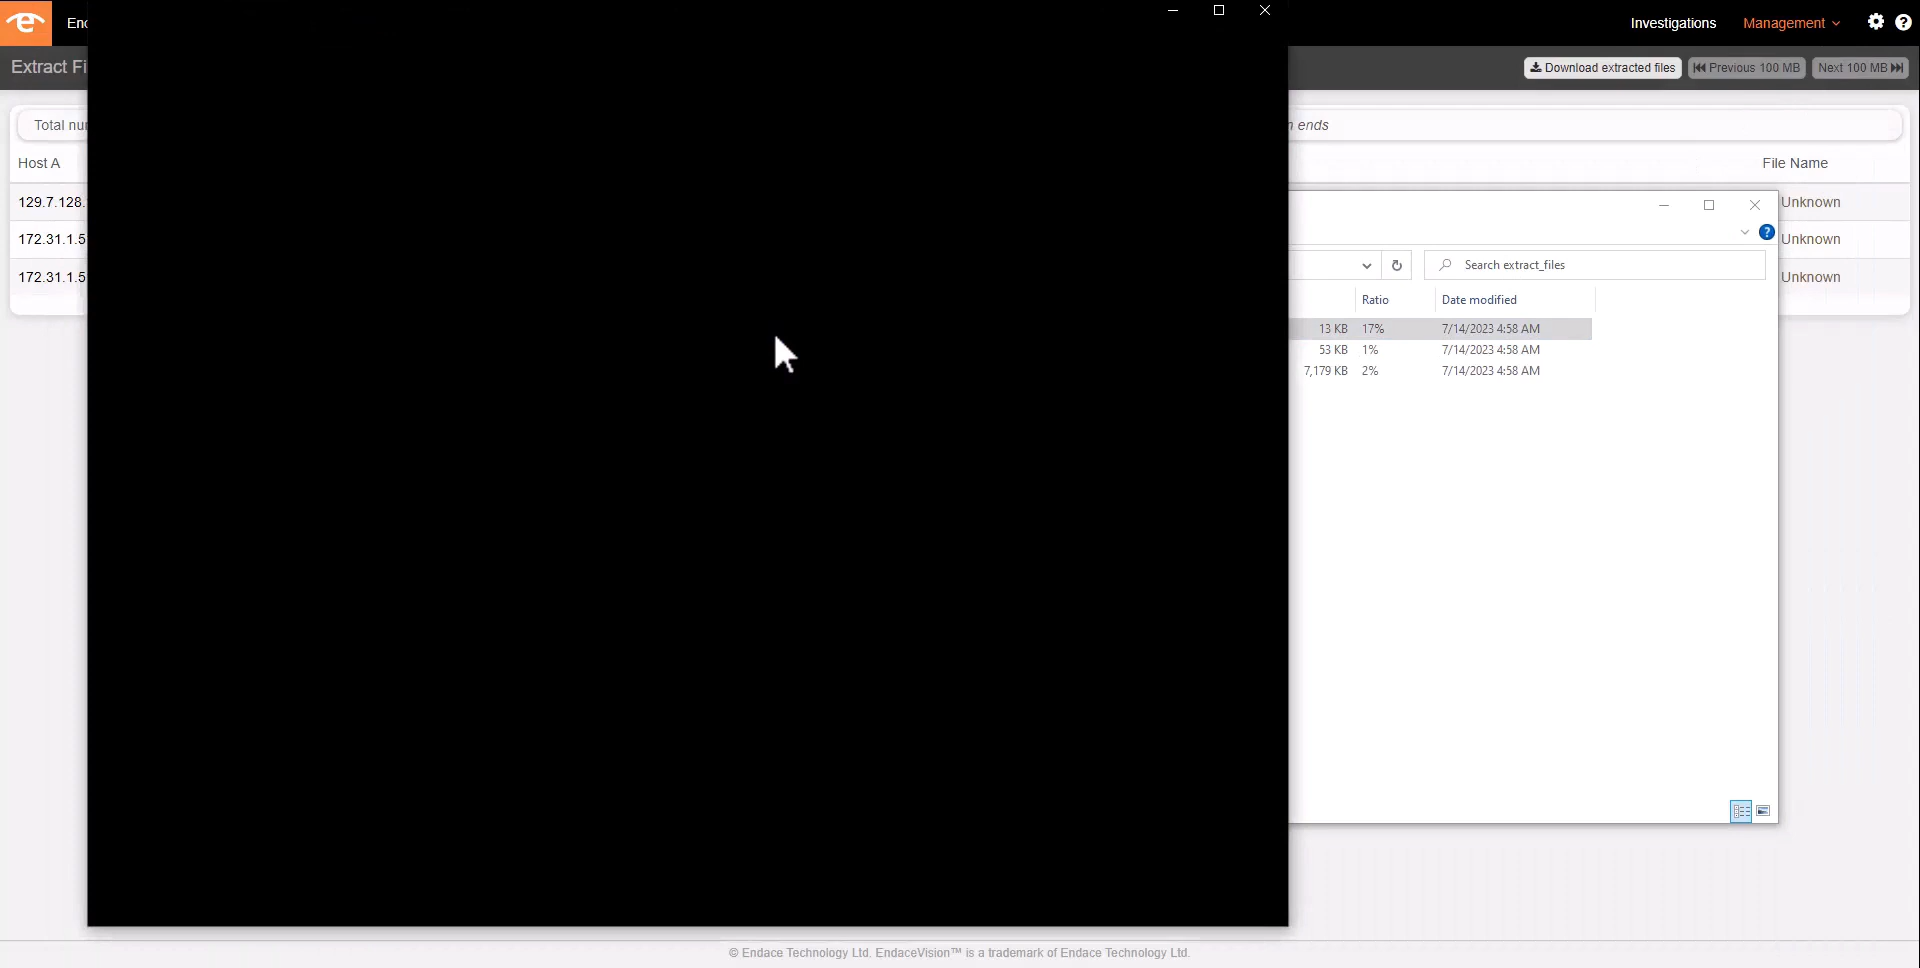 Investigations Management
Extract Fi
Download extracted files Previous 100 MB Next 100 MB
Total nu
ends
Host A File Name
129.7.128. Unknown
172.31.1.5 Unknown
172.31.1.5 Unknown
Search extract_files
Ratio Date modified
13 KB 17% 7/14/2023 4:58 AM
53 KB 1% 7/14/2023 4:58 AM
7,179 KB 2% 7/14/2023 4:58 AM
© Endace Technology Ltd. EndaceVision™ is a trademark of Endace Technology Ltd.